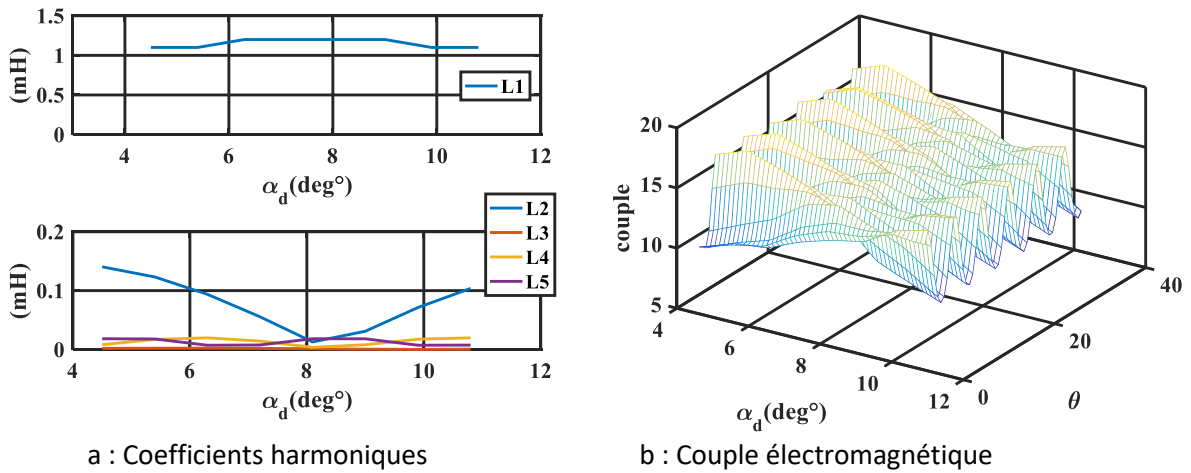 1.5
1
0.5
0
(mH)
L1
4
6
8
10
12
α_d(deg°)
0.2
0.1
0
(mH)
L2
L3
L4
L5
4
6
8
10
12
α_d(deg°)
a : Coefficients harmoniques
20
15
10
5
couple
4
6
8
10
12
α_d(deg°)
0
20
40
θ
b : Couple électromagnétique